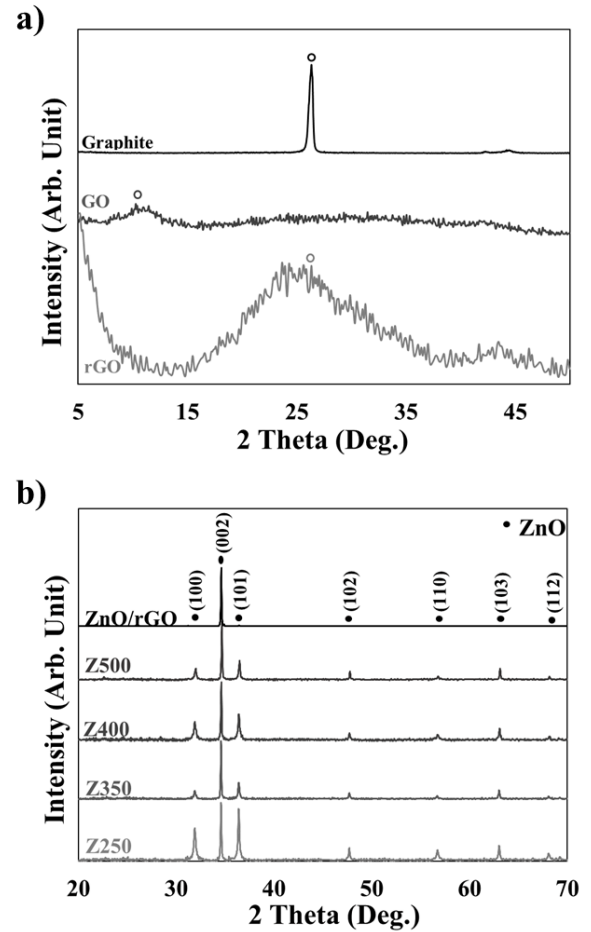 a)
Intensity (Arb. Unit)
Graphite
GO
rGO
5 15 25 35 45
2 Theta (Deg.)
b)
Intensity (Arb. Unit)
ZnO
(100) (002) (101) (102) (110) (103) (112)
ZnO/rGO
Z500
Z400
Z350
Z250
20 30 40 50 60 70
2 Theta (Deg.)